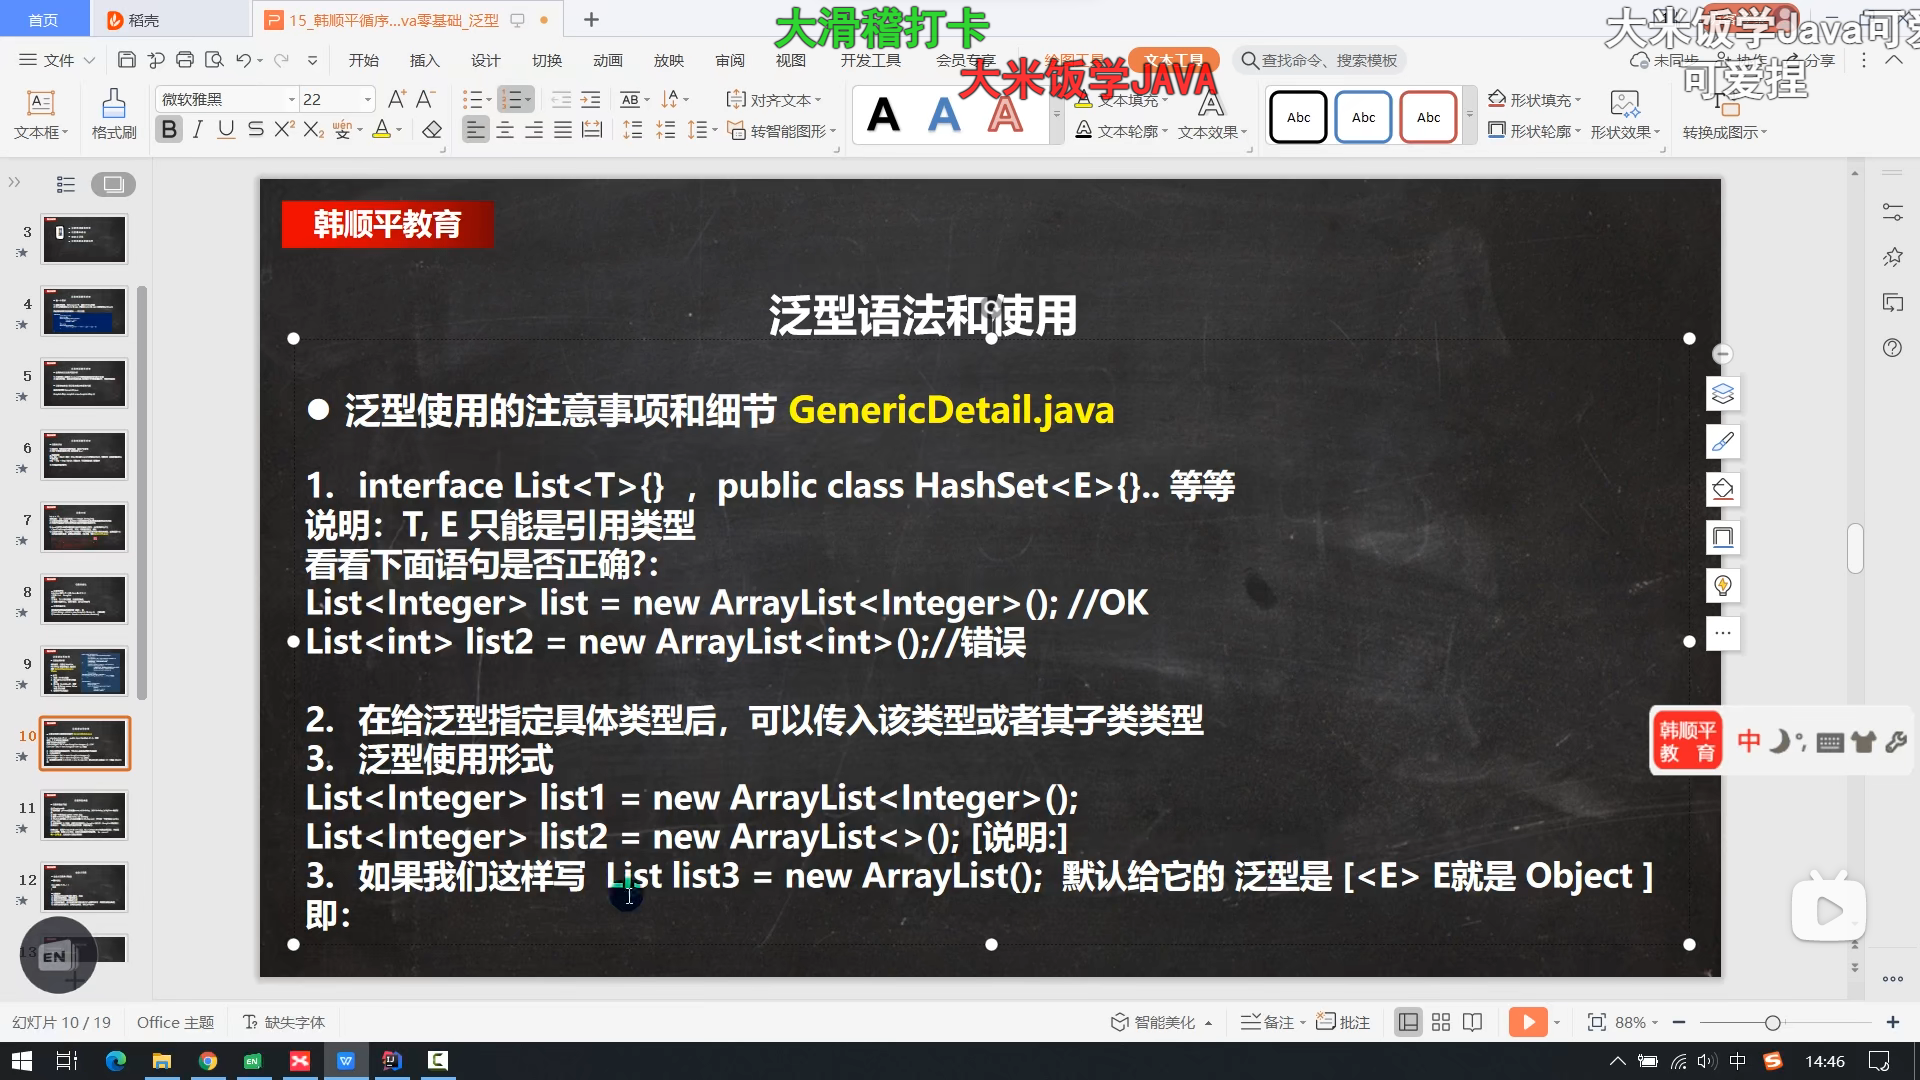 首页
稻壳
15_韩顺平循序...va零基础_泛型
大滑稽打卡
大米饭学Java可爱
文件
开始
插入
设计
切换
动画
放映
审阅
视图
开发工具
会员专享
绘图工具
文本工具
查找命令、搜索模板
未同步
协作
分享
大米饭学JAVA
可爱捏
文本框
格式刷
微软雅黑
22
对齐文本
转智能图形
文本填充
文本轮廓
文本效果
Abc
Abc
Abc
形状填充
形状轮廓
形状效果
转换成图示
3
4
5
6
7
8
9
10
11
12
13
韩顺平教育
泛型语法和使用
● 泛型使用的注意事项和细节 GenericDetail.java
1. interface List<T>{} , public class HashSet<E>{}.. 等等
说明: T, E 只能是引用类型
看看下面语句是否正确?:
List<Integer> list = new ArrayList<Integer>(); //OK
List<int> list2 = new ArrayList<int>();//错误
2. 在给泛型指定具体类型后，可以传入该类型或者其子类类型
3. 泛型使用形式
List<Integer> list1 = new ArrayList<Integer>();
List<Integer> list2 = new ArrayList<>(); [说明:]
3. 如果我们这样写 List list3 = new ArrayList(); 默认给它的 泛型是 [<E> E就是 Object ]
即:
韩顺平
教 育
中
EN
幻灯片 10 / 19
Office 主题
缺失字体
智能美化
备注
批注
88%
中
14:46